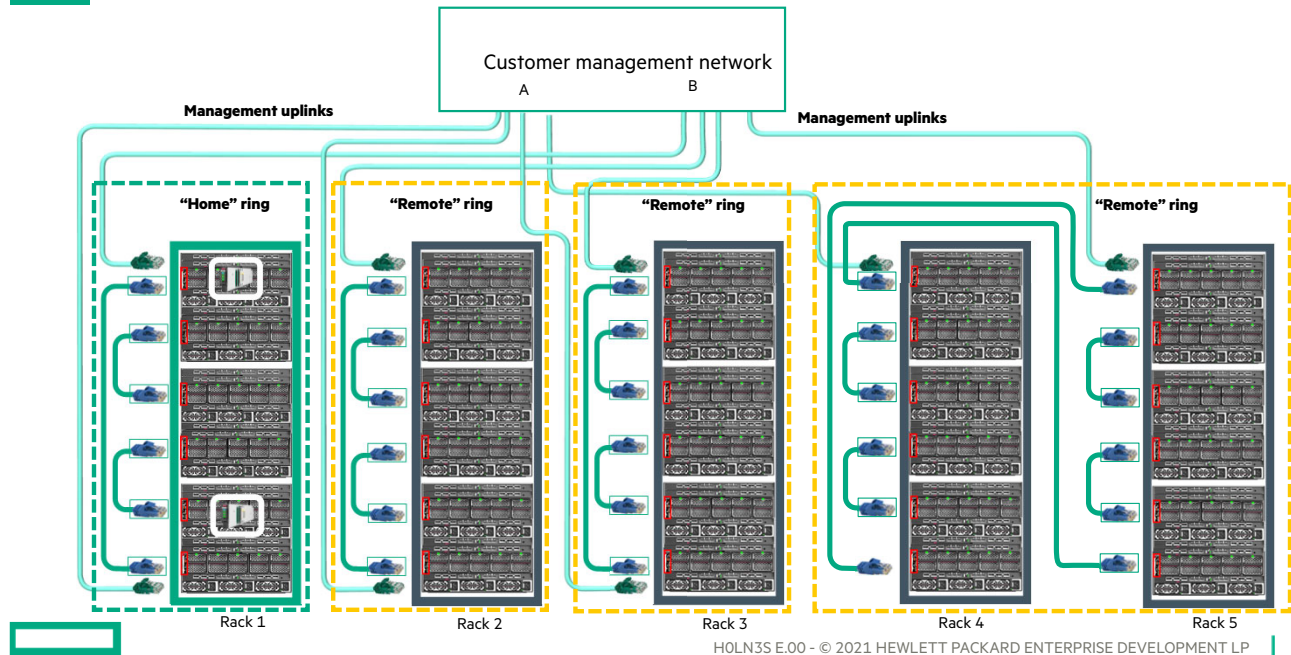 Customer management network
A
B
Management uplinks
Management uplinks
“Home” ring
“Remote” ring
“Remote” ring
“Remote” ring
Rack 1
Rack 2
Rack 3
Rack 4
Rack 5
H0LN3S E.00 - © 2021 HEWLETT PACKARD ENTERPRISE DEVELOPMENT LP